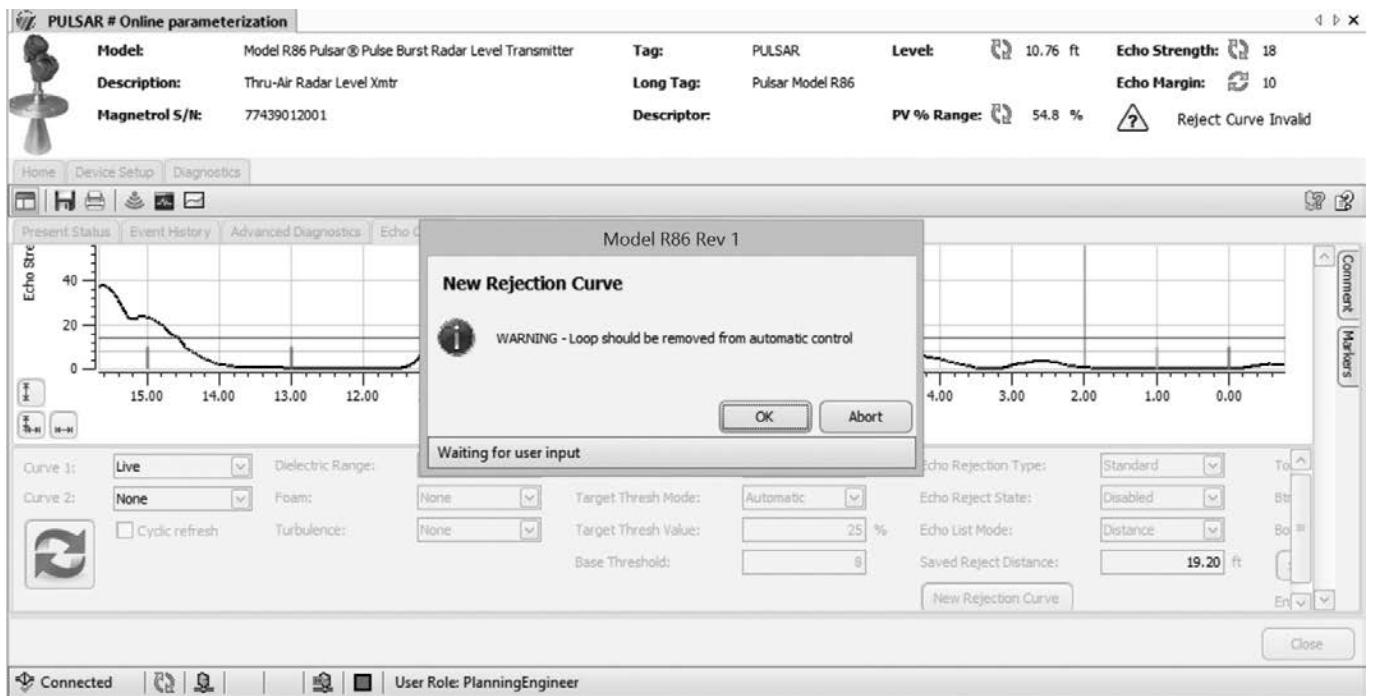 PULSAR # Online parameterization
Model: Model R86 Pulsar® Pulse Burst Radar Level Transmitter Tag: PULSAR Level: 10.76 ft Echo Strength: 18
Description: Thru-Air Radar Level Xmtr Long Tag: Pulsar Model R86 Echo Margin: 10
Magnetrol S/N: 77439012001 Descriptor: PV % Range: 54.8 % Reject Curve Invalid
Home Device Setup Diagnostics
Present Status Event History Advanced Diagnostics Echo
Model R86 Rev 1
New Rejection Curve
WARNING - Loop should be removed from automatic control
OK Abort
Waiting for user input
Echo Stre
40
20
0
15.00 14.00 13.00 12.00 4.00 3.00 2.00 1.00 0.00
Comment
Markers
Curve 1: Live Dielectric Range: Echo Rejection Type: Standard
Curve 2: None Foam: None Target Thresh Mode: Automatic Echo Reject State: Disabled
Cyclic refresh Turbulence: None Target Thresh Value: 25 % Echo List Mode: Distance
Base Threshold: 8 Saved Reject Distance: 19.20 ft
New Rejection Curve
Close
Connected User Role: PlanningEngineer